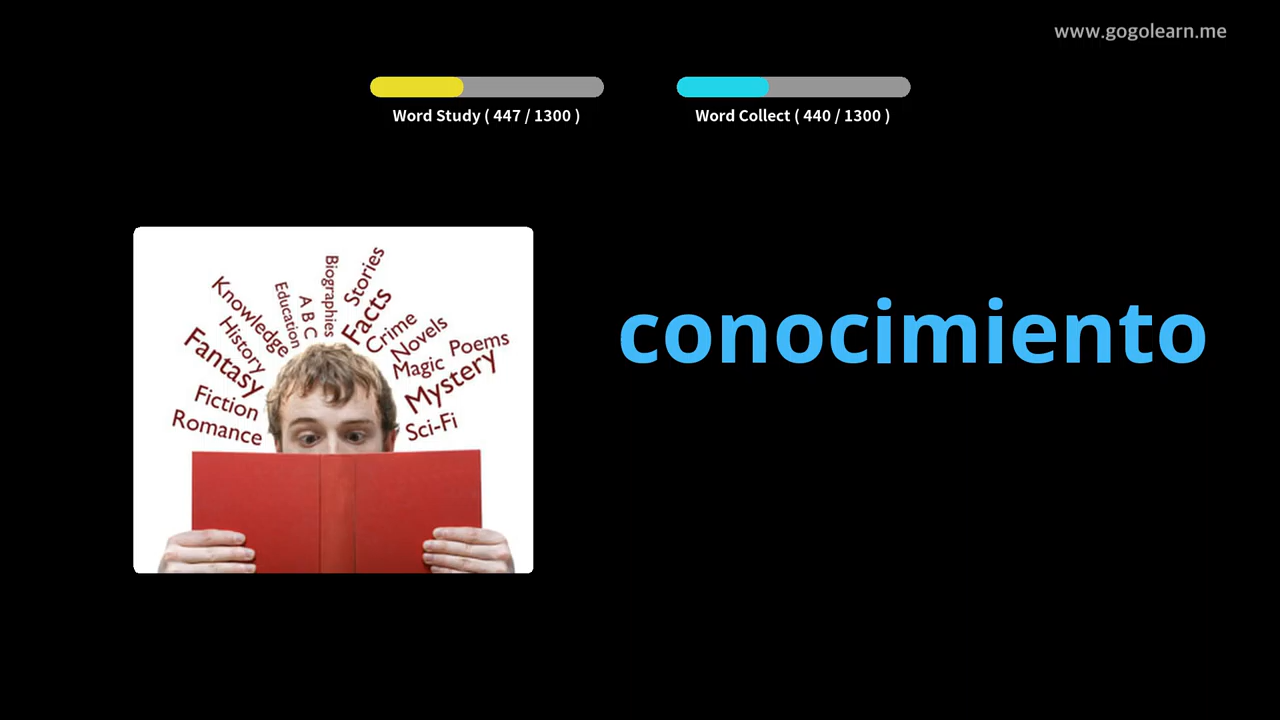 www.gogolearn.me
Word Study ( 447 / 1300 )
Word Collect ( 440 / 1300 )
conocimiento
Romance
Fiction
Fantasy
History
Knowledge
Education
A B C
Biographies
Stories
Facts
Crime
Novels
Magic
Poems
Mystery
Sci-Fi